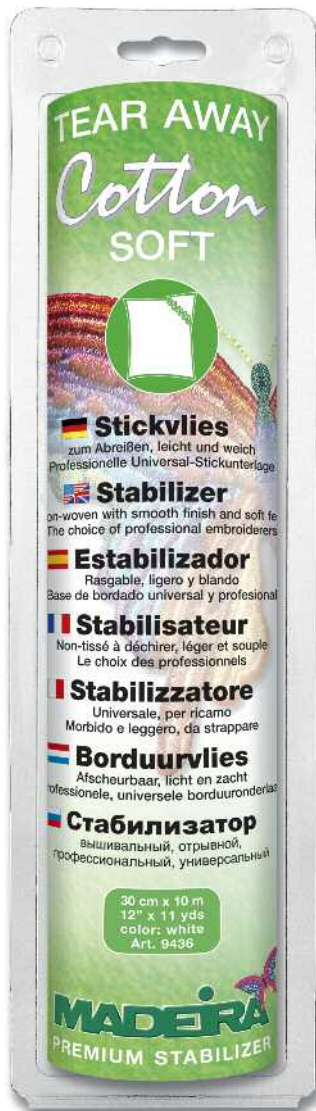 TEAR AWAY
Cotton
SOFT
Stickvlies
zum Abreißen, leicht und weich
Professionelle Universal-Stickunterlage
Stabilizer
on-woven with smooth finish and soft fe
The choice of professional embroiderers
Estabilizador
Rasgable, ligero y blando
Base de bordado universal y profesional
Stabilisateur
Non-tissé à déchirer, léger et souple
Le choix des professionnels
Stabilizzatore
Universale, per ricamo
Morbido e leggero, da strappare
Borduurvlies
Afscheurbaar, licht en zacht
rofessionele, universele borduuronderlaa
Стабилизатор
вышивальный, отрывной,
профессиональный, универсальный
30 cm x 10 m
12" x 11 yds
color: white
Art. 9436
MADEIRA
PREMIUM STABILIZER